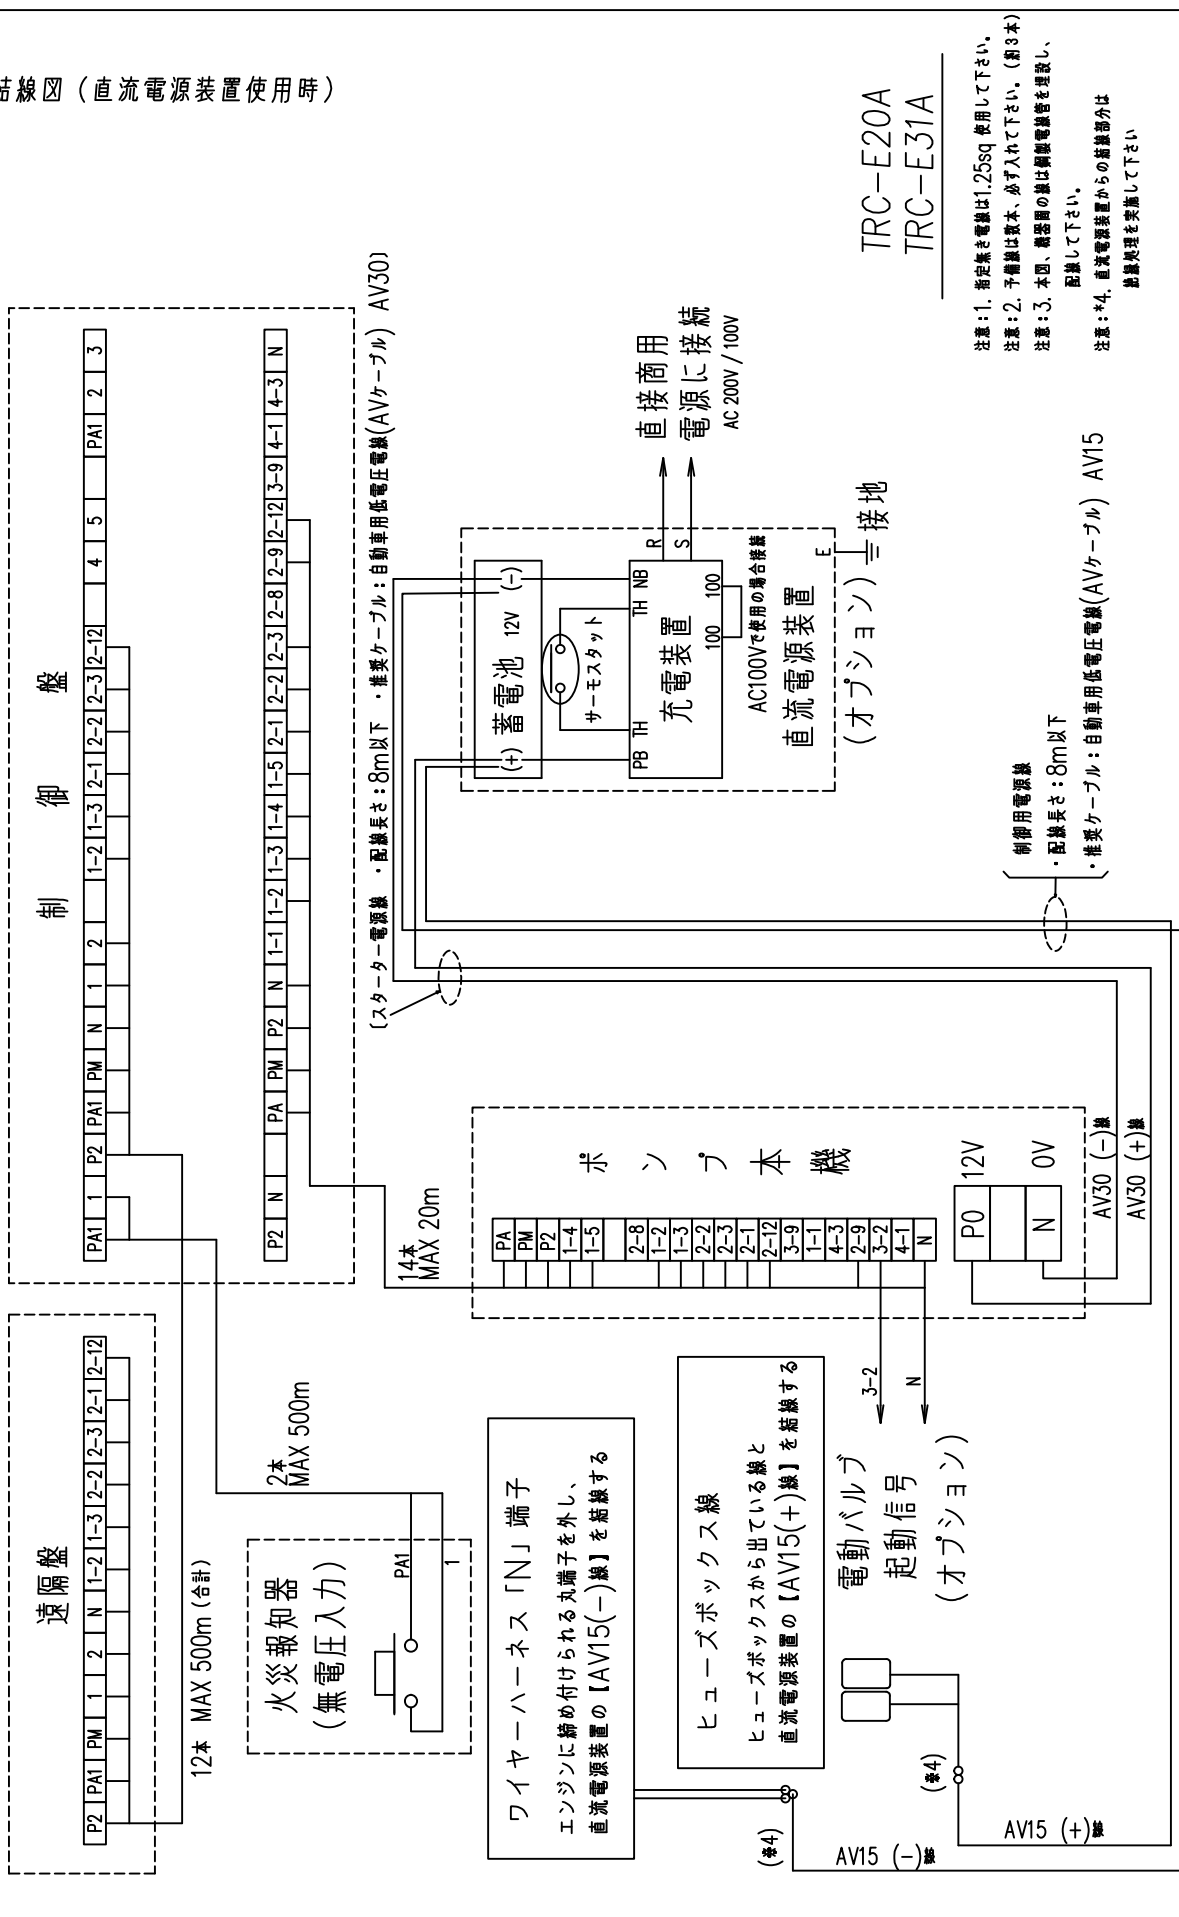 結線図（直流電源装置使用時）
TRC-E20A
TRC-E31A
注意：1. 指定無き電線は1.25sq 使用して下さい。
注意：2. 予備線は数本、必ず入れて下さい。（約3本）
注意：3. 本図、機器間の線は鋼製電線管を埋設し、
配線して下さい。
注意：*4. 直流電源装置からの結線部分は
絶縁処理を実施して下さい
制 御 盤
PA1 1 P2 PA1 PM N 1 2 1-2 1-3 2-1 2-2 2-3 2-12 4 5 PA1 2 3
P2 N PA PM P2 N 1-1 1-2 1-3 1-4 1-5 2-1 2-2 2-3 2-8 2-9 2-12 3-9 4-1 4-3 N
〔スターター電源線 ・配線長さ：8m以下 ・推奨ケーブル：自動車用低電圧電線(AVケーブル) AV30〕
直接商用
電源に接続
AC 200V / 100V
R
S
蓄電池 12V
(+)
(-)
サーモスタット
PB TH TH NB
充電装置
100 100
AC100Vで使用の場合接続
直流電源装置
(オプション)
E
接地
制御用電源線
・配線長さ：8m以下
・推奨ケーブル：自動車用低電圧電線(AVケーブル) AV15
14本
MAX 20m
ポンプ本機
PA
PM
P2
1-4
1-5
2-8
1-2
1-3
2-2
2-3
2-1
2-12
3-9
1-1
4-3
2-9
3-2
4-1
N
PO 12V
N 0V
AV30 (-)線
AV30 (+)線
遠隔盤
P2 PA1 PM 1 2 N 1-2 1-3 2-2 2-3 2-1 2-12
12本 MAX 500m (合計)
2本
MAX 500m
火災報知器
(無電圧入力)
PA1
1
ワイヤーハーネス「N」端子
エンジンに締め付けられる丸端子を外し、
直流電源装置の【AV15(-)線】を結線する
ヒューズボックス線
ヒューズボックスから出ている線と
直流電源装置の【AV15(+)線】を結線する
3-2
N
電動バルブ
起動信号
(オプション)
(※4)
AV15 (-)線
(※4)
AV15 (+)線